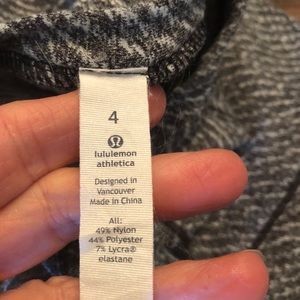 4
lululemon
athletica
Designed in
Vancouver
Made in China
All:
49% Nylon
44% Polyester
7% Lycra®
elastane